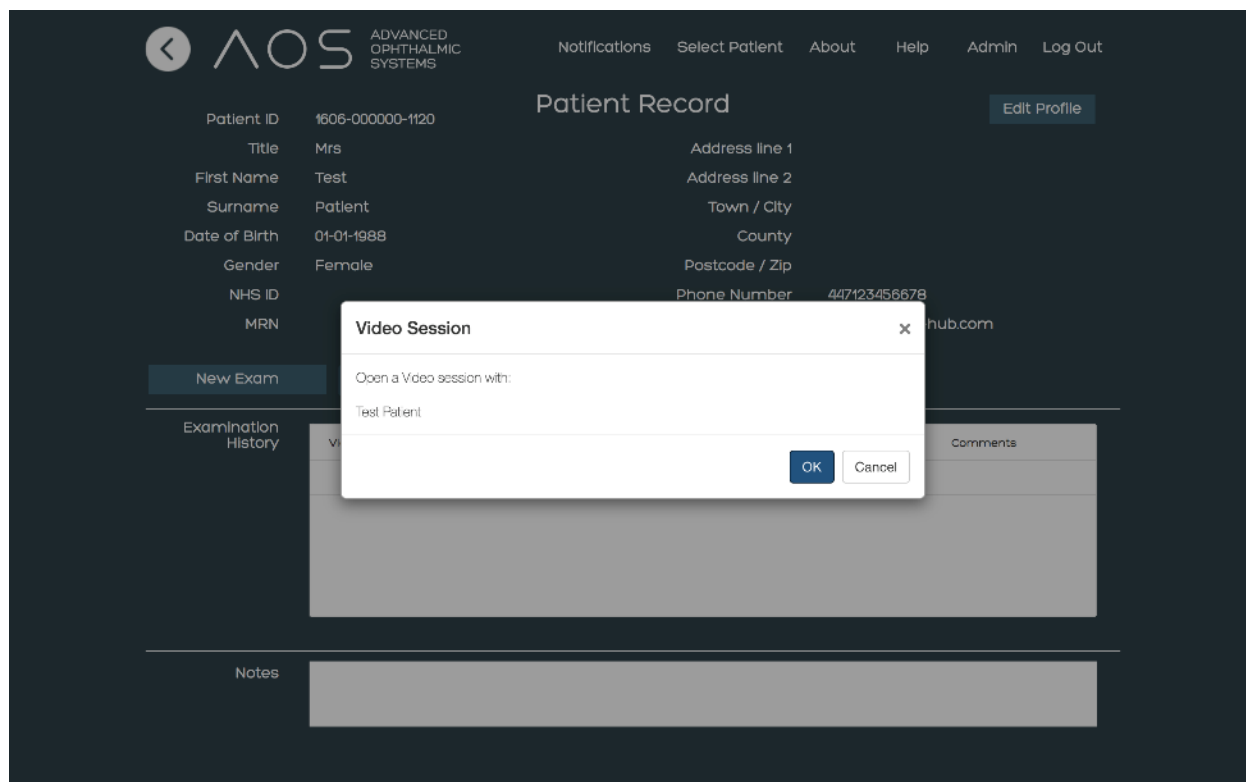 AOS ADVANCED
OPHTHALMIC
SYSTEMS
Notifications Select Patient About Help Admin Log Out
Patient Record
Edit Profile
Patient ID 1606-000000-1120
Title Mrs
First Name Test
Surname Patient
Date of Birth 01-01-1988
Gender Female
NHS ID
MRN
Address line 1
Address line 2
Town / City
County
Postcode / Zip
Phone Number 447123456678
hub.com
Video Session ×
Open a Video session with:
Test Patient
OK Cancel
New Exam
Examination
History
Comments
Notes